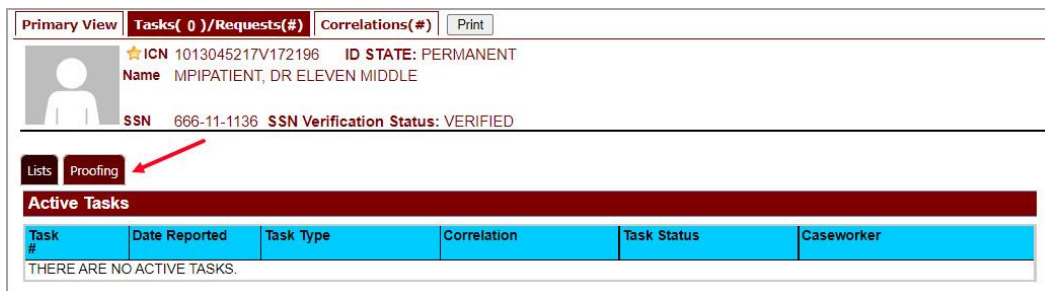 Primary View Tasks( 0 )/Requests(#) Correlations(#) Print
ICN 1013045217V172196 ID STATE: PERMANENT
Name MPIPATIENT, DR ELEVEN MIDDLE
SSN 666-11-1136 SSN Verification Status: VERIFIED
Lists Proofing
Active Tasks
Task # Date Reported Task Type Correlation Task Status Caseworker
THERE ARE NO ACTIVE TASKS.